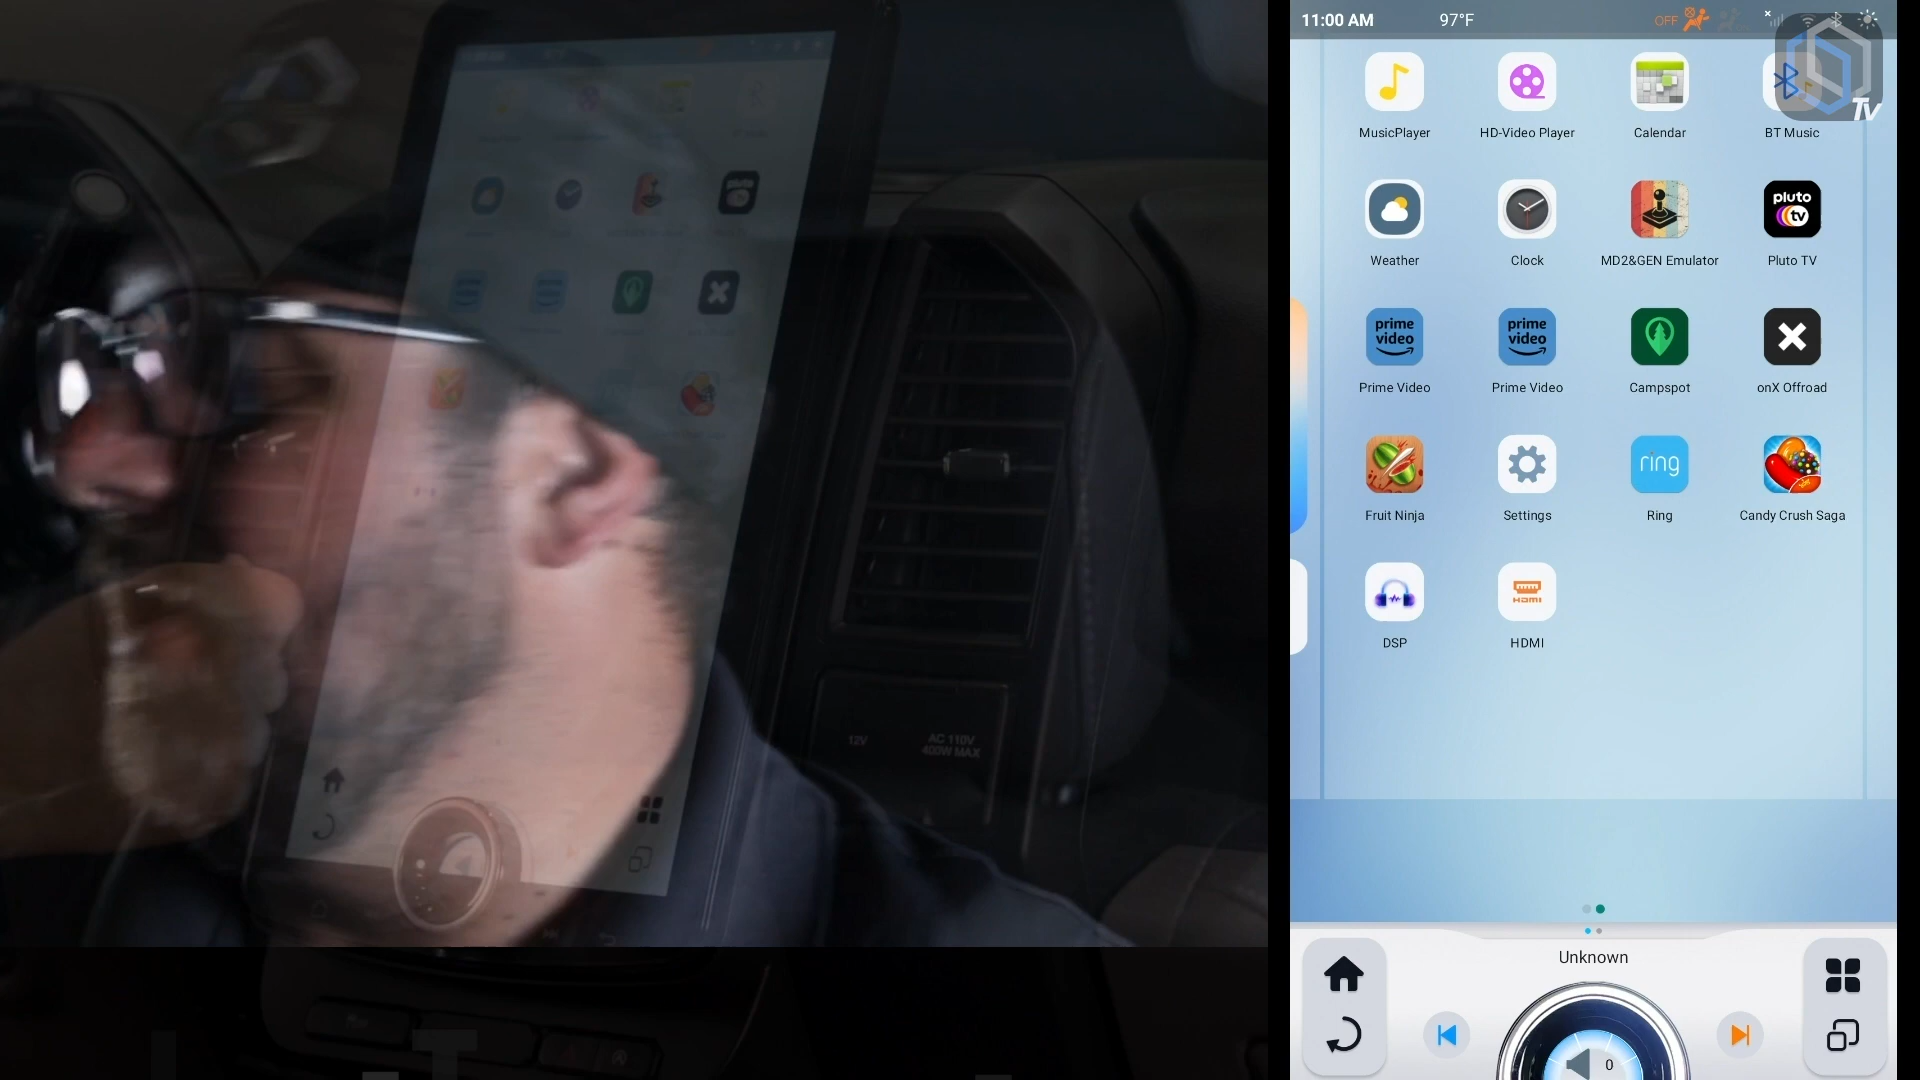 11:00 AM 97°F OFF
TV
MusicPlayer HD-Video Player Calendar BT Music
pluto
tv
Weather Clock MD2&GEN Emulator Pluto TV
prime
video
prime
video
Prime Video Prime Video Campspot onX Offroad
ring
Fruit Ninja Settings Ring Candy Crush Saga
HDMI
DSP HDMI
12V AC 110V
400W MAX
Unknown
0